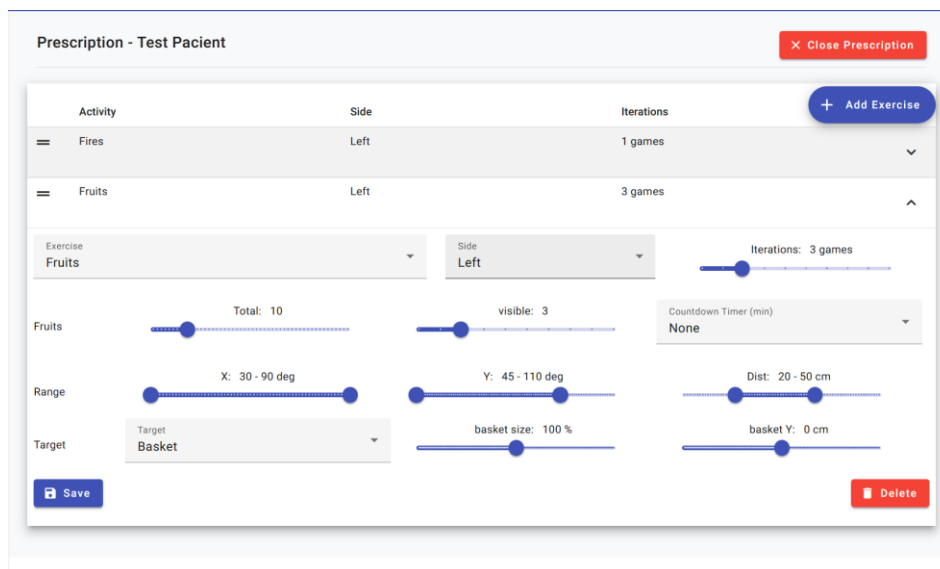 Prescription - Test Pacient
Close Prescription
Add Exercise
Activity Side Iterations
Fires Left 1 games
Fruits Left 3 games
Exercise
Fruits
Side
Left
Iterations: 3 games
Fruits
Total: 10
visible: 3
Countdown Timer (min)
None
Range
X: 30 - 90 deg
Y: 45 - 110 deg
Dist: 20 - 50 cm
Target
Target
Basket
basket size: 100 %
basket Y: 0 cm
Save
Delete